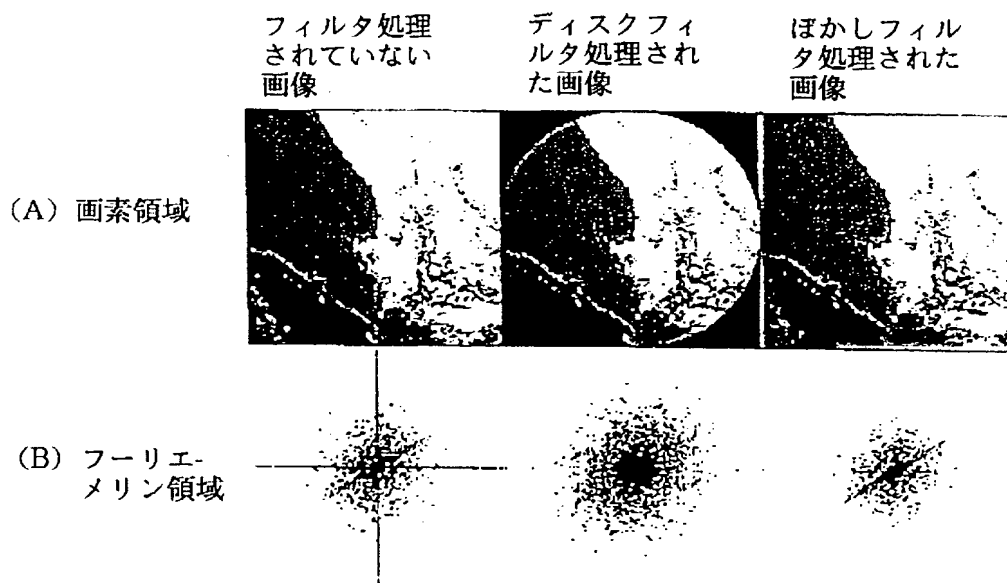 フィルタ処理
されていない
画像
ディスクフィ
ルタ処理され
た画像
ぼかしフィル
タ処理された
画像
(A) 画素領域
(B) フーリエ-
メリン領域